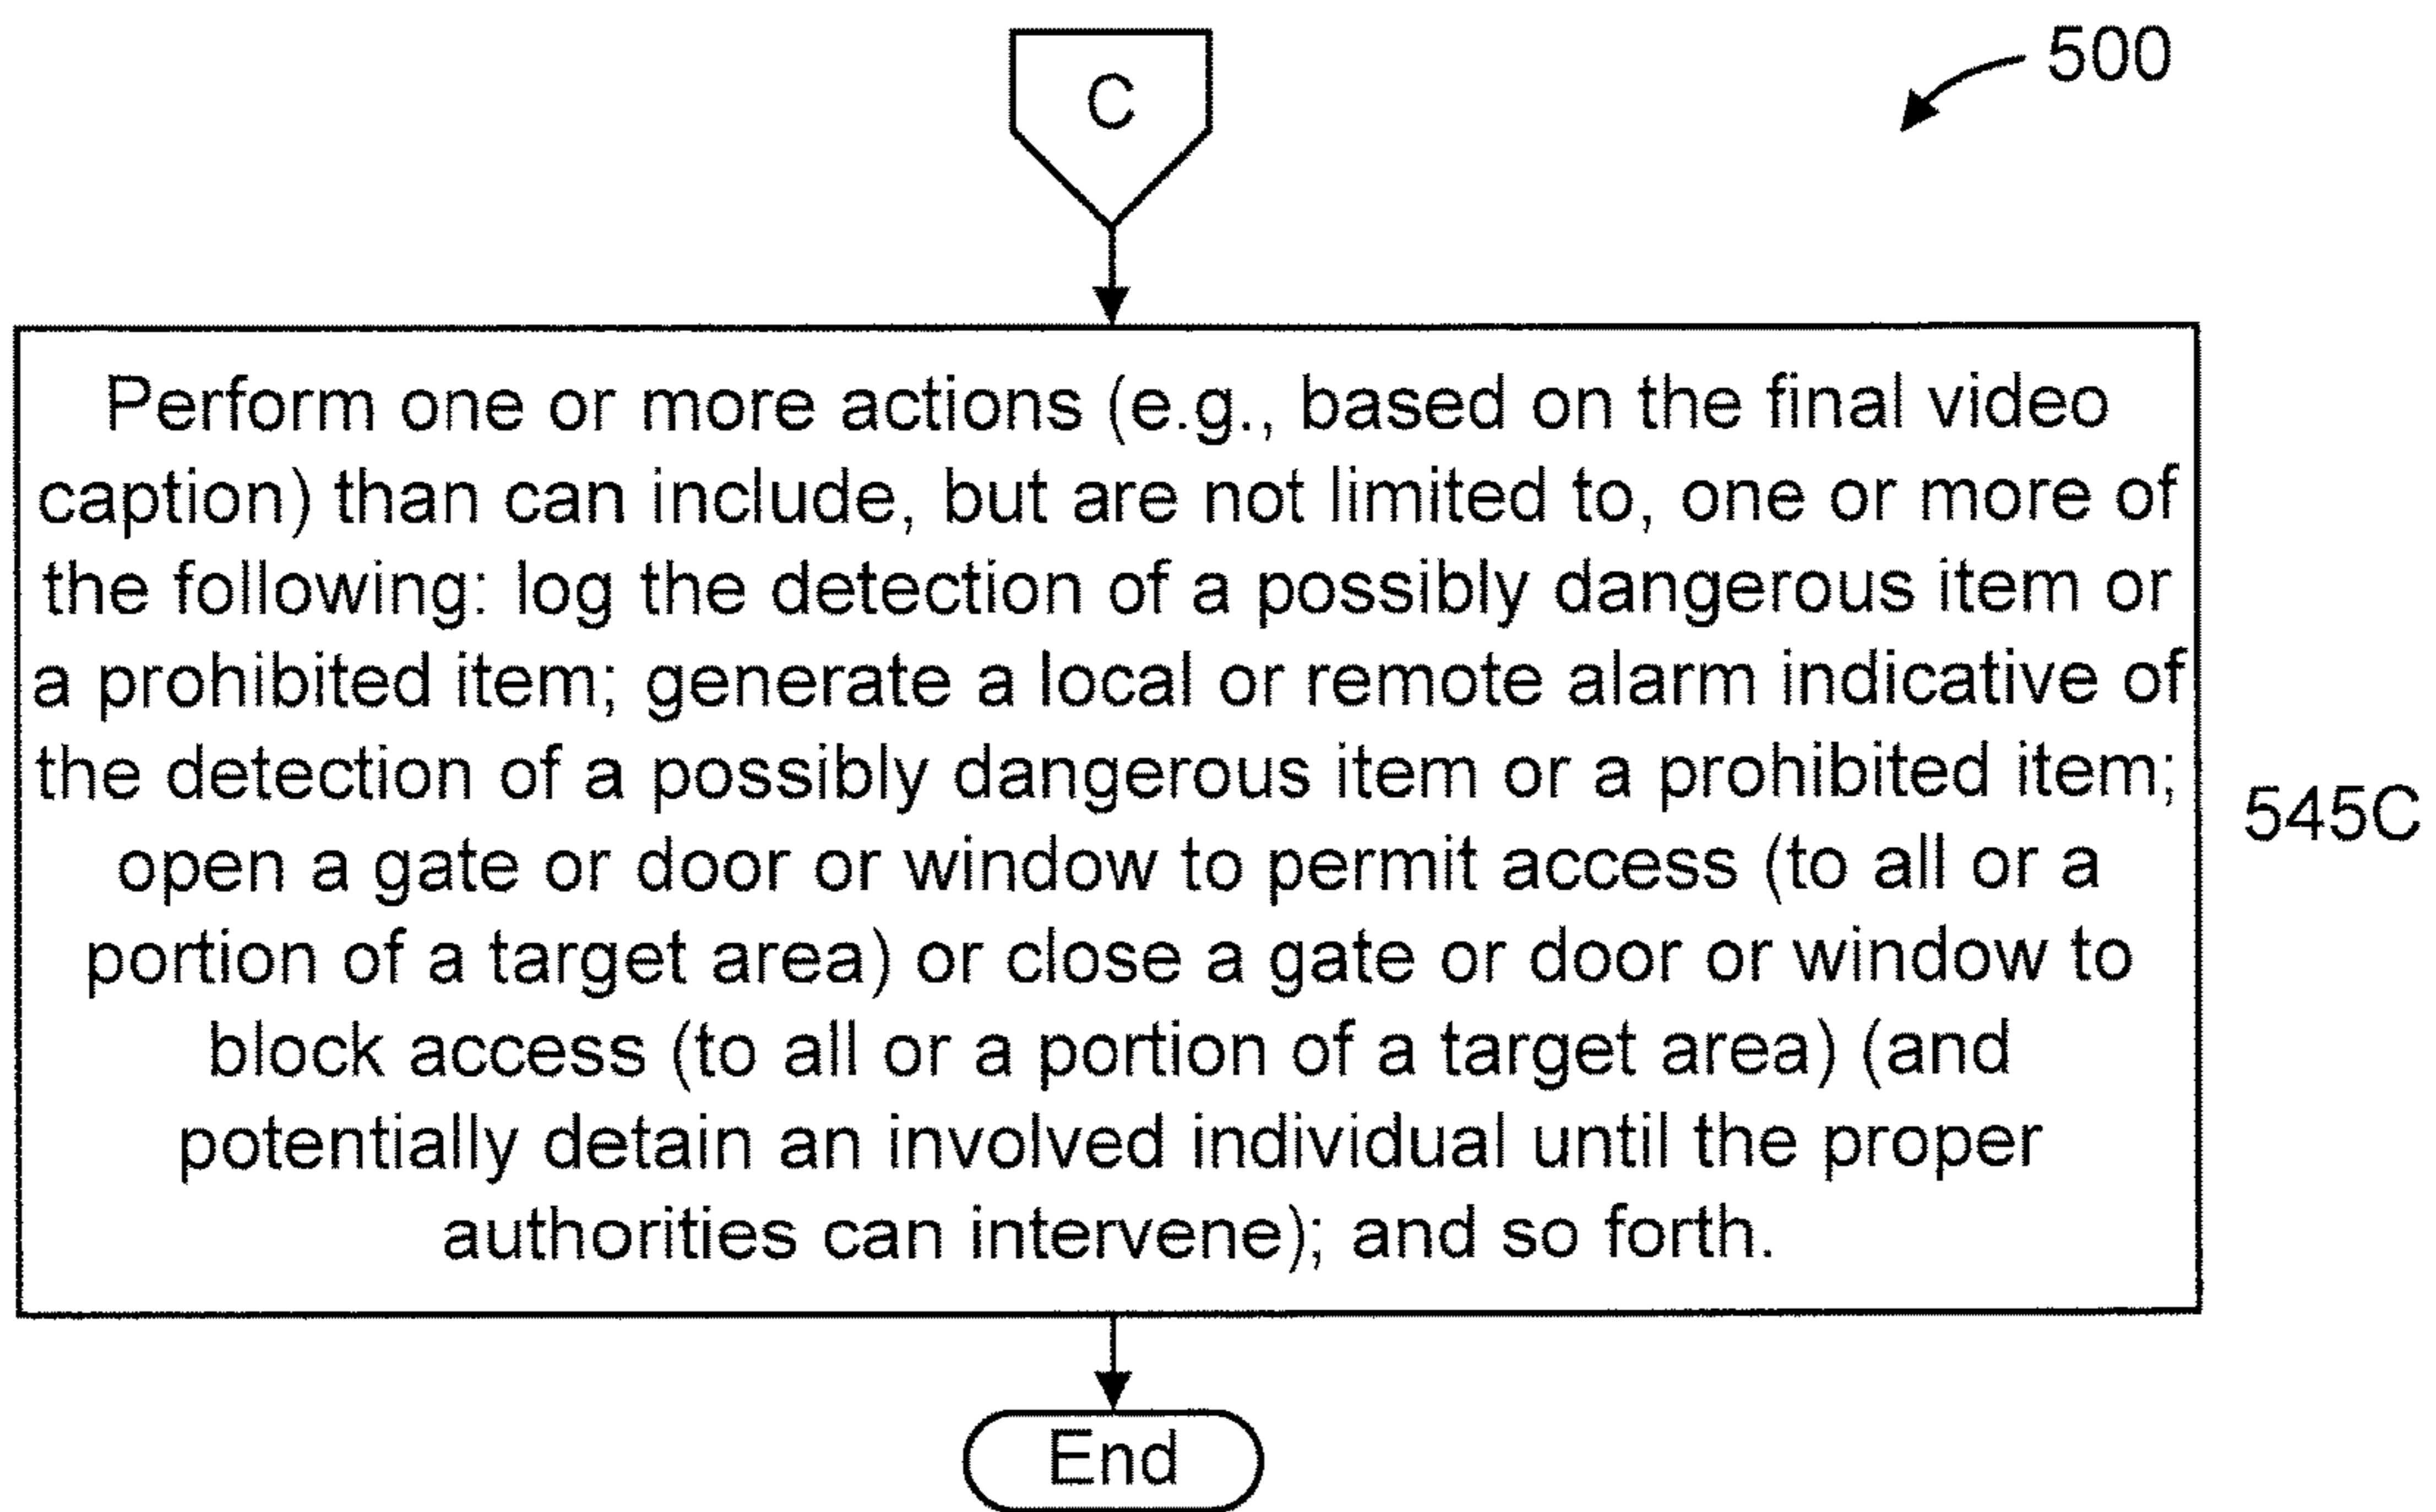 C
500
Perform one or more actions (e.g., based on the final video
caption) than can include, but are not limited to, one or more of
the following: log the detection of a possibly dangerous item or
a prohibited item; generate a local or remote alarm indicative of
the detection of a possibly dangerous item or a prohibited item;
open a gate or door or window to permit access (to all or a
portion of a target area) or close a gate or door or window to
block access (to all or a portion of a target area) (and
potentially detain an involved individual until the proper
authorities can intervene); and so forth.
545C
End